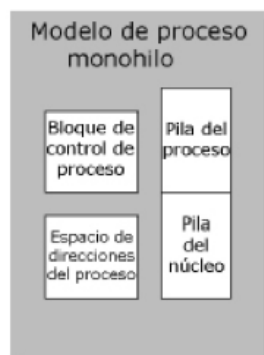 Modelo de proceso
monohilo
Bloque de
control de
proceso
Pila del
proceso
Espacio de
direcciones
del proceso
Pila
del
núcleo